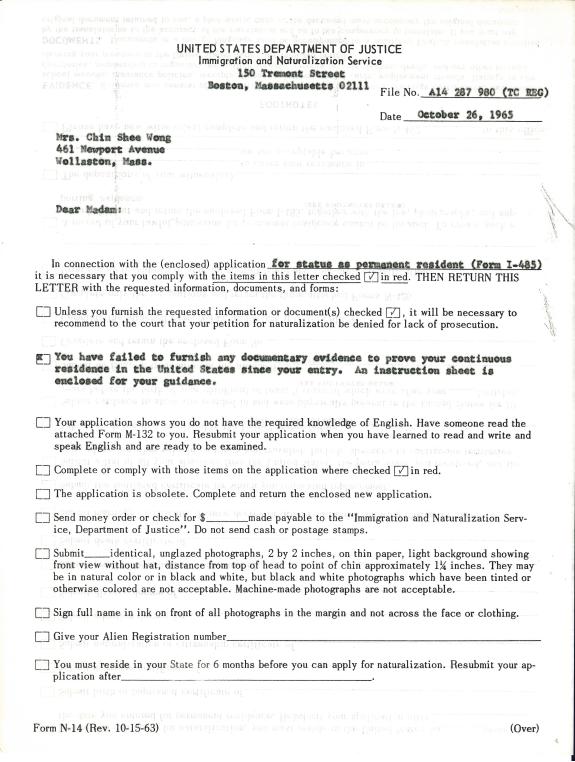 UNITED STATES DEPARTMENT OF JUSTICE
Immigration and Naturalization Service
150 Tremont Street
Boston, Massachusetts 02111
File No. A14 287 980 (TC REG)
Date October 26, 1965
Mrs. Chin Shee Wong
461 Newport Avenue
Wollaston, Mass.
Dear Madam:
In connection with the (enclosed) application for status as permanent resident (Form I-485)
it is necessary that you comply with the items in this letter checked ☑ in red. THEN RETURN THIS
LETTER with the requested information, documents, and forms:
☐ Unless you furnish the requested information or document(s) checked ☑, it will be necessary to
recommend to the court that your petition for naturalization be denied for lack of prosecution.
☒ You have failed to furnish any documentary evidence to prove your continuous
residence in the United States since your entry. An instruction sheet is
enclosed for your guidance.
☐ Your application shows you do not have the required knowledge of English. Have someone read the
attached Form M-132 to you. Resubmit your application when you have learned to read and write and
speak English and are ready to be examined.
☐ Complete or comply with those items on the application where checked ☑ in red.
☐ The application is obsolete. Complete and return the enclosed new application.
☐ Send money order or check for $_______made payable to the "Immigration and Naturalization Serv-
ice, Department of Justice". Do not send cash or postage stamps.
☐ Submit____identical, unglazed photographs, 2 by 2 inches, on thin paper, light background showing
front view without hat, distance from top of head to point of chin approximately 1¼ inches. They may
be in natural color or in black and white, but black and white photographs which have been tinted or
otherwise colored are not acceptable. Machine-made photographs are not acceptable.
☐ Sign full name in ink on front of all photographs in the margin and not across the face or clothing.
☐ Give your Alien Registration number____________________
☐ You must reside in your State for 6 months before you can apply for naturalization. Resubmit your ap-
plication after____________________.
Form N-14 (Rev. 10-15-63)
(Over)